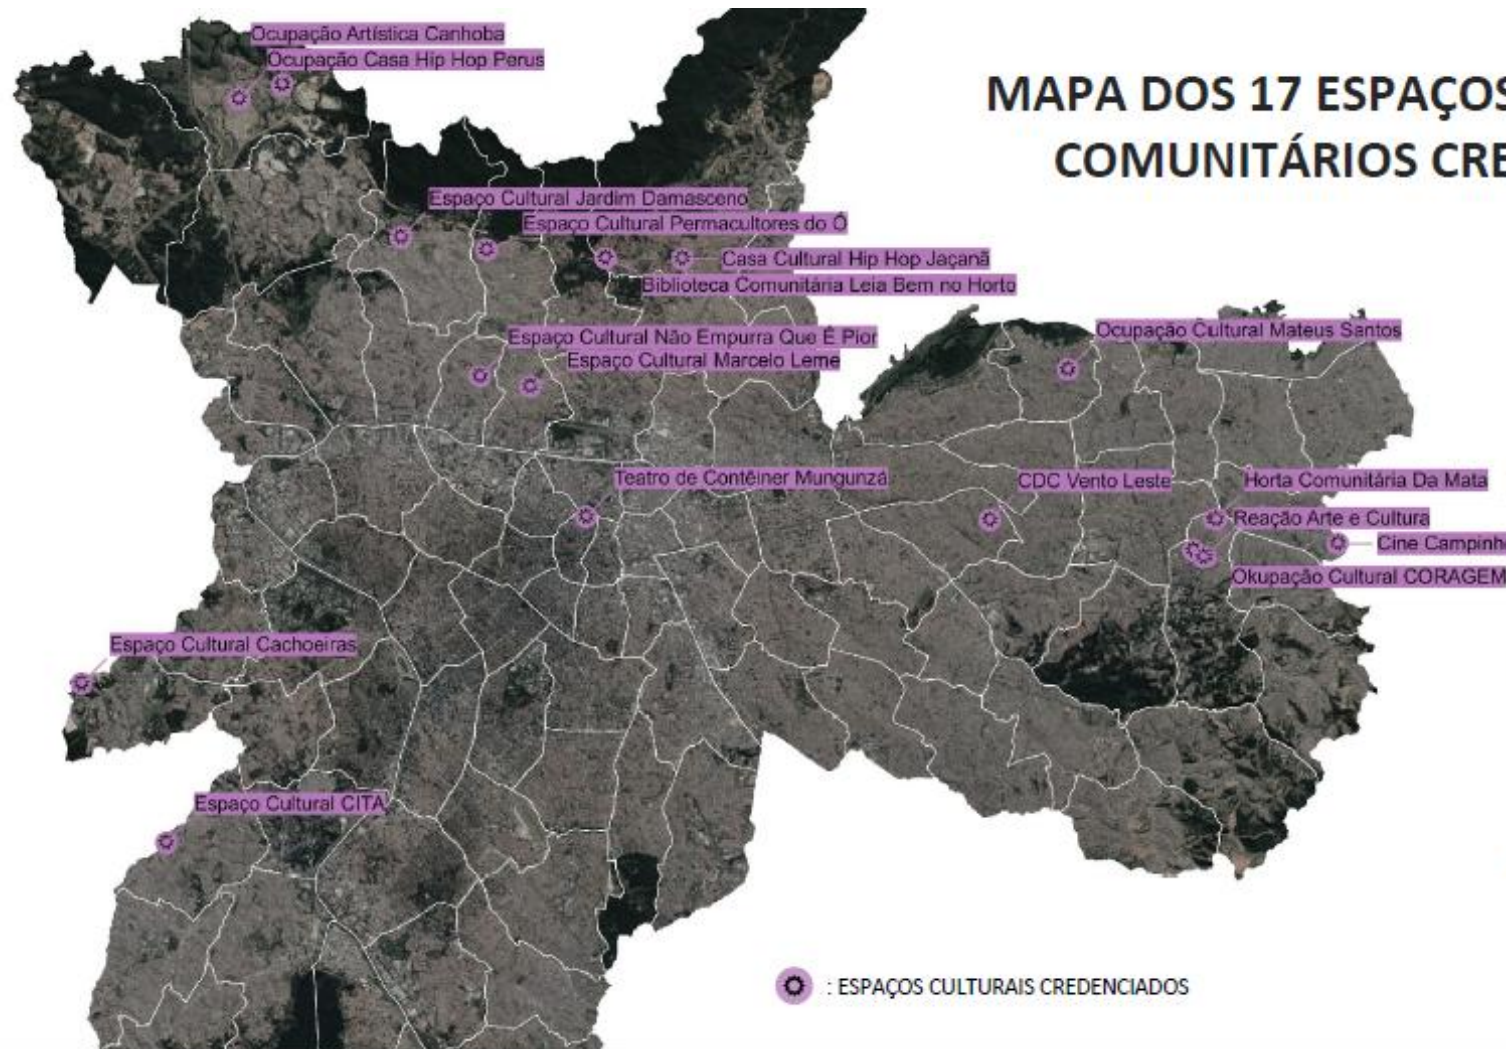 Ocupação Artística Canhoba
Ocupação Casa Hip Hop Perus
MAPA DOS 17 ESPAÇOS
COMUNITÁRIOS CRE
Espaço Cultural Jardim Damasceno
Espaço Cultural Permacultores do Ó
Casa Cultural Hip Hop Jaçanã
Biblioteca Comunitária Leia Bem no Horto
Espaço Cultural Não Empurra Que É Pior
Espaço Cultural Marcelo Leme
Ocupação Cultural Mateus Santos
Teatro de Contêiner Mungunzá
CDC Vento Leste
Horta Comunitária Da Mata
Reação Arte e Cultura
Cine Campinh
Okupação Cultural CORAGEM
Espaço Cultural Cachoeiras
Espaço Cultural CITA
: ESPAÇOS CULTURAIS CREDENCIADOS